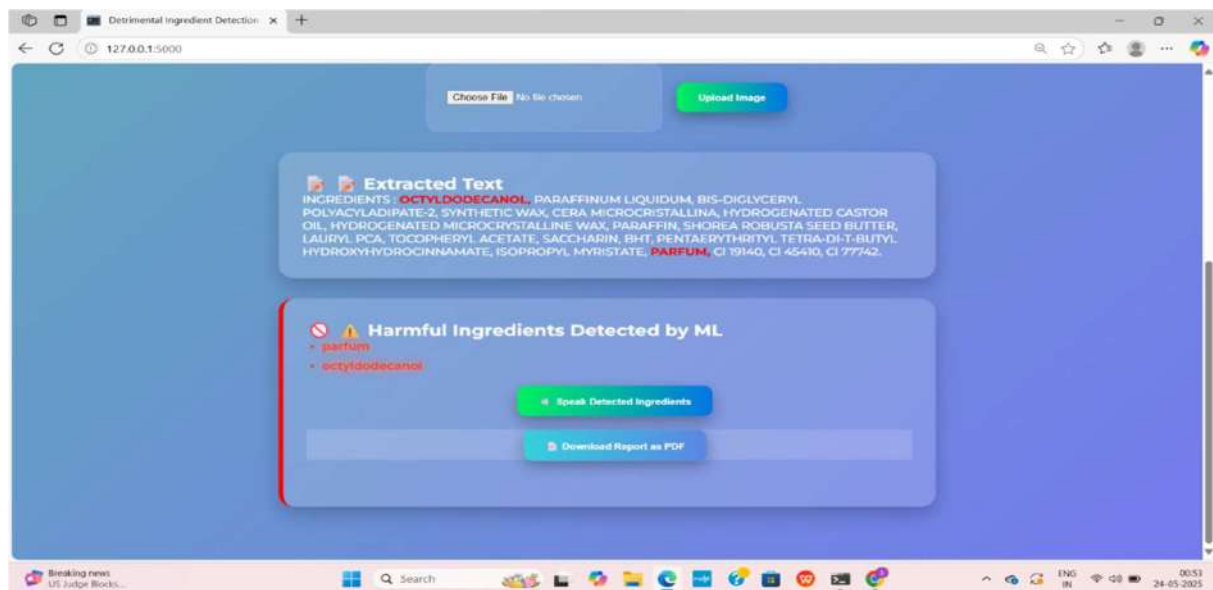 Detrimental Ingredient Detection
127.0.0.1:5000
Choose File No file chosen
Upload Image
Extracted Text
INGREDIENTS : OCTYLDODECANOL, PARAFFINUM LIQUIDUM, BIS-DIGLYCERYL
POLYACYLADIPATE-2, SYNTHETIC WAX, CERA MICROCRISTALLINA, HYDROGENATED CASTOR
OIL, HYDROGENATED MICROCRYSTALLINE WAX, PARAFFIN, SHOREA ROBUSTA SEED BUTTER,
LAURYL PCA, TOCOPHERYL ACETATE, SACCHARIN, BHT, PENTAERYTHRITYL TETRA-DI-T-BUTYL
HYDROXYHYDROCINNAMATE, ISOPROPYL MYRISTATE, PARFUM, CI 19140, CI 45410, CI 77742.
Harmful Ingredients Detected by ML
• parfum
• octyldodecanol
Speak Detected Ingredients
Download Report as PDF
Breaking news
US Judge Blocks...
Search
ENG
IN
00:53
24-05-2025